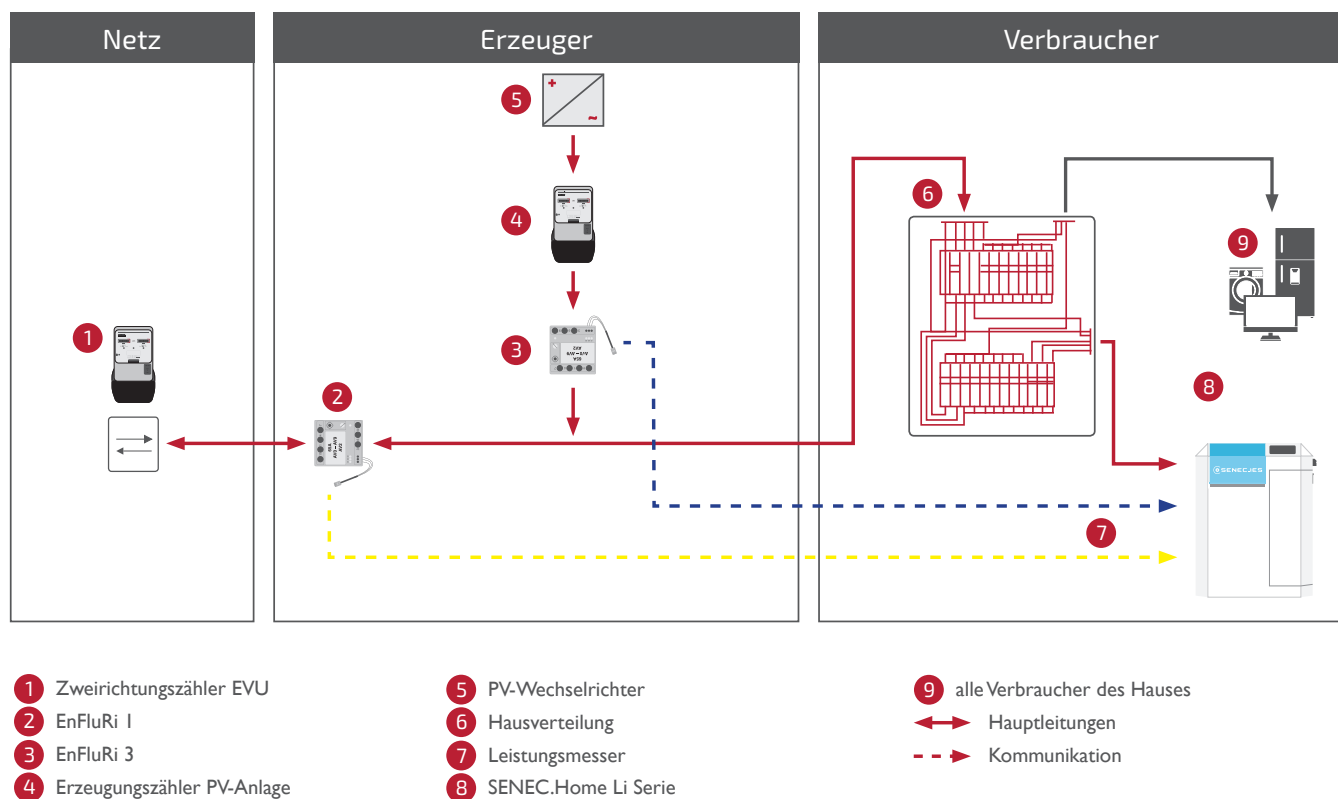 Netz
Erzeuger
Verbraucher
5
+
~
4
6
9
1
3
2
8
SENEC.IES
7
1 Zweirichtungszähler EVU
2 EnFluRi 1
3 EnFluRi 3
4 Erzeugungszähler PV-Anlage
5 PV-Wechselrichter
6 Hausverteilung
7 Leistungsmesser
8 SENEC.Home Li Serie
9 alle Verbraucher des Hauses
Hauptleitungen
Kommunikation